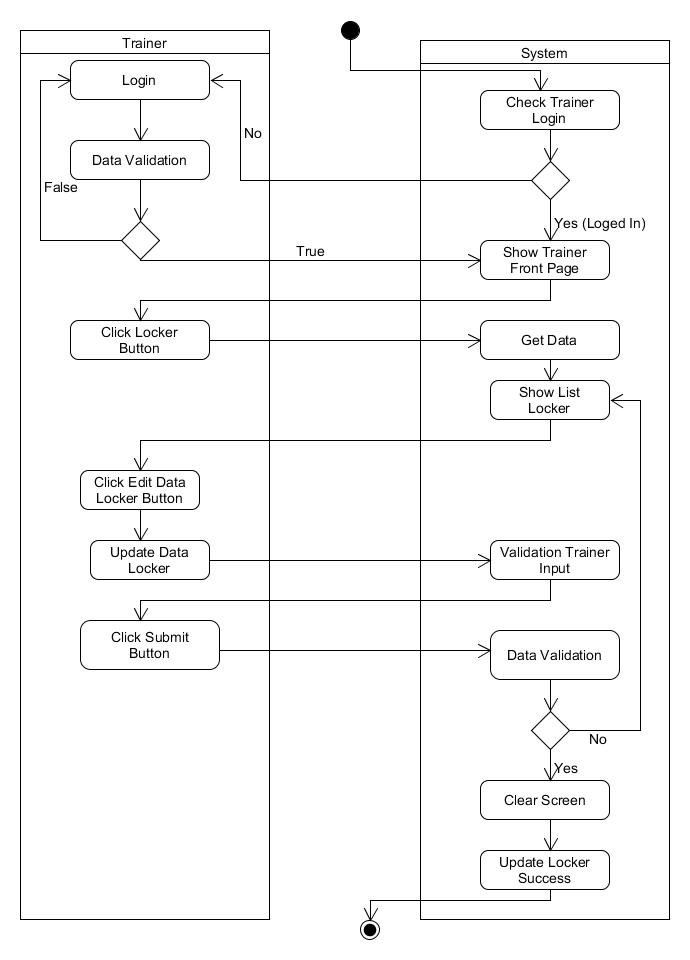 Trainer
System
Login
Check Trainer
Login
No
Data Validation
False
Yes (Loged In)
Show Trainer
Front Page
True
Click Locker
Button
Get Data
Show List
Locker
Click Edit Data
Locker Button
Update Data
Locker
Validation Trainer
Input
Click Submit
Button
Data Validation
No
Yes
Clear Screen
Update Locker
Success